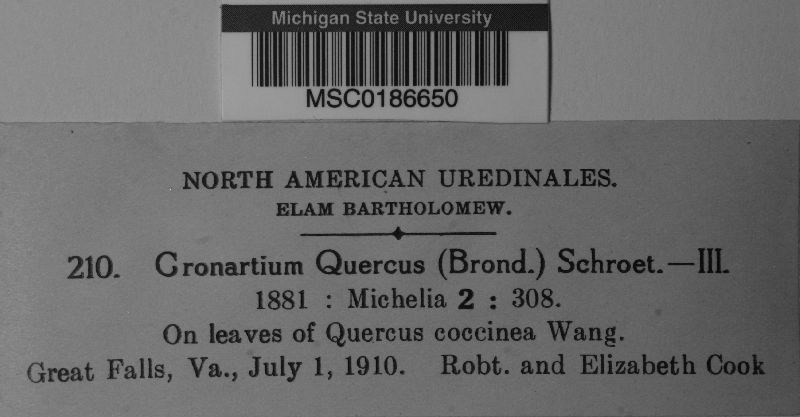 Michigan State University
MSC0186650
NORTH AMERICAN UREDINALES.
ELAM BARTHOLOMEW.
210. Cronartium Quercus (Brond.) Schroet.—III.
1881 : Michelia 2 : 308.
On leaves of Quercus coccinea Wang.
Great Falls, Va., July 1, 1910. Robt. and Elizabeth Cook